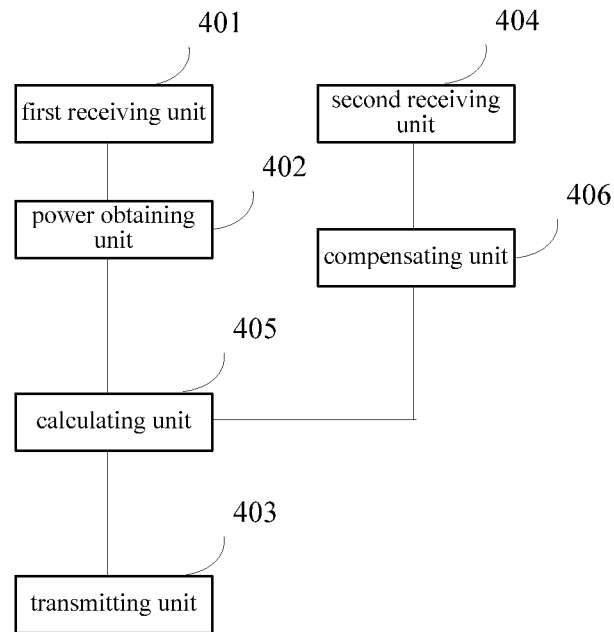 401
404
first receiving unit
second receiving
unit
402
power obtaining
unit
406
compensating unit
405
calculating unit
403
transmitting unit